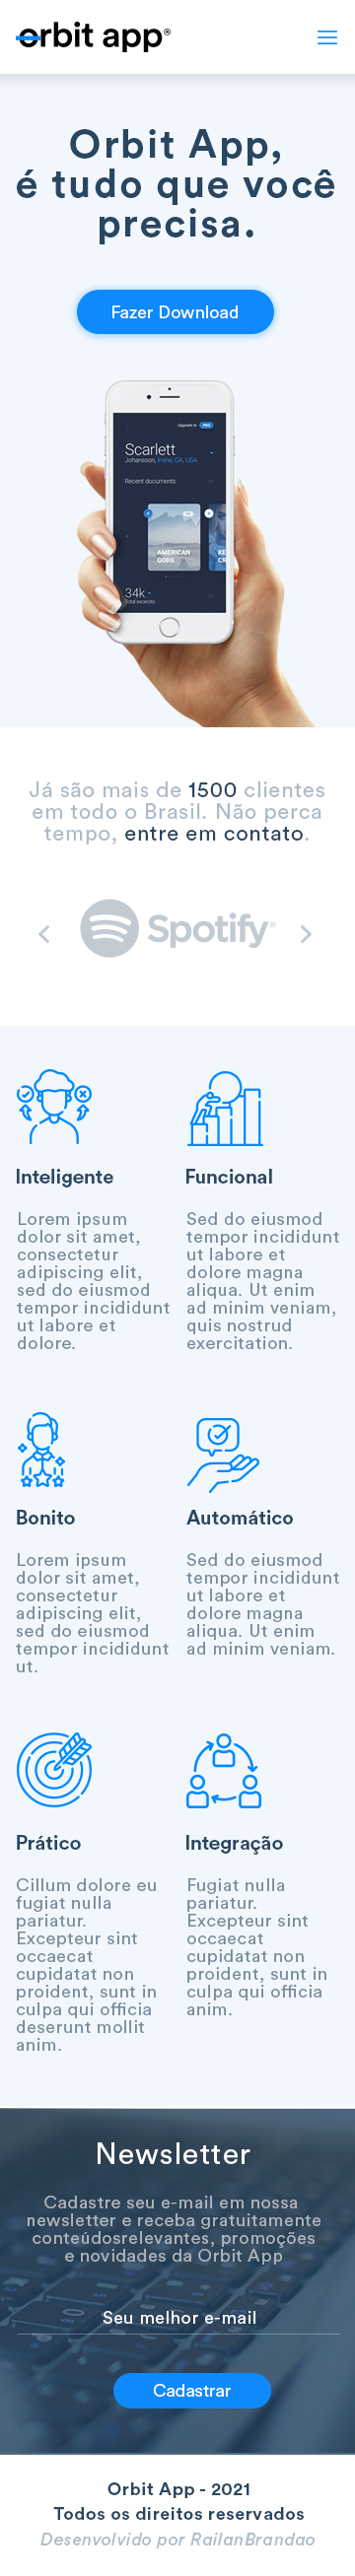 orbit app®
Orbit App,
é tudo que você
precisa.
Fazer Download
Upgrade to PRO
Scarlett
Johansson, Irvine, CA, USA
Recent documents
AMERICAN
GODS
34k
Total excerpts
Já são mais de 1500 clientes
em todo o Brasil. Não perca
tempo, entre em contato.
Spotify®
Inteligente
Lorem ipsum
dolor sit amet,
consectetur
adipiscing elit,
sed do eiusmod
tempor incididunt
ut labore et
dolore.
Funcional
Sed do eiusmod
tempor incididunt
ut labore et
dolore magna
aliqua. Ut enim
ad minim veniam,
quis nostrud
exercitation.
Bonito
Lorem ipsum
dolor sit amet,
consectetur
adipiscing elit,
sed do eiusmod
tempor incididunt
ut.
Automático
Sed do eiusmod
tempor incididunt
ut labore et
dolore magna
aliqua. Ut enim
ad minim veniam.
Prático
Cillum dolore eu
fugiat nulla
pariatur.
Excepteur sint
occaecat
cupidatat non
proident, sunt in
culpa qui officia
deserunt mollit
anim.
Integração
Fugiat nulla
pariatur.
Excepteur sint
occaecat
cupidatat non
proident, sunt in
culpa qui officia
anim.
Newsletter
Cadastre seu e-mail em nossa
newsletter e receba gratuitamente
conteúdosrelevantes, promoções
e novidades da Orbit App
Seu melhor e-mail
Cadastrar
Orbit App - 2021
Todos os direitos reservados
Desenvolvido por RailanBrandao